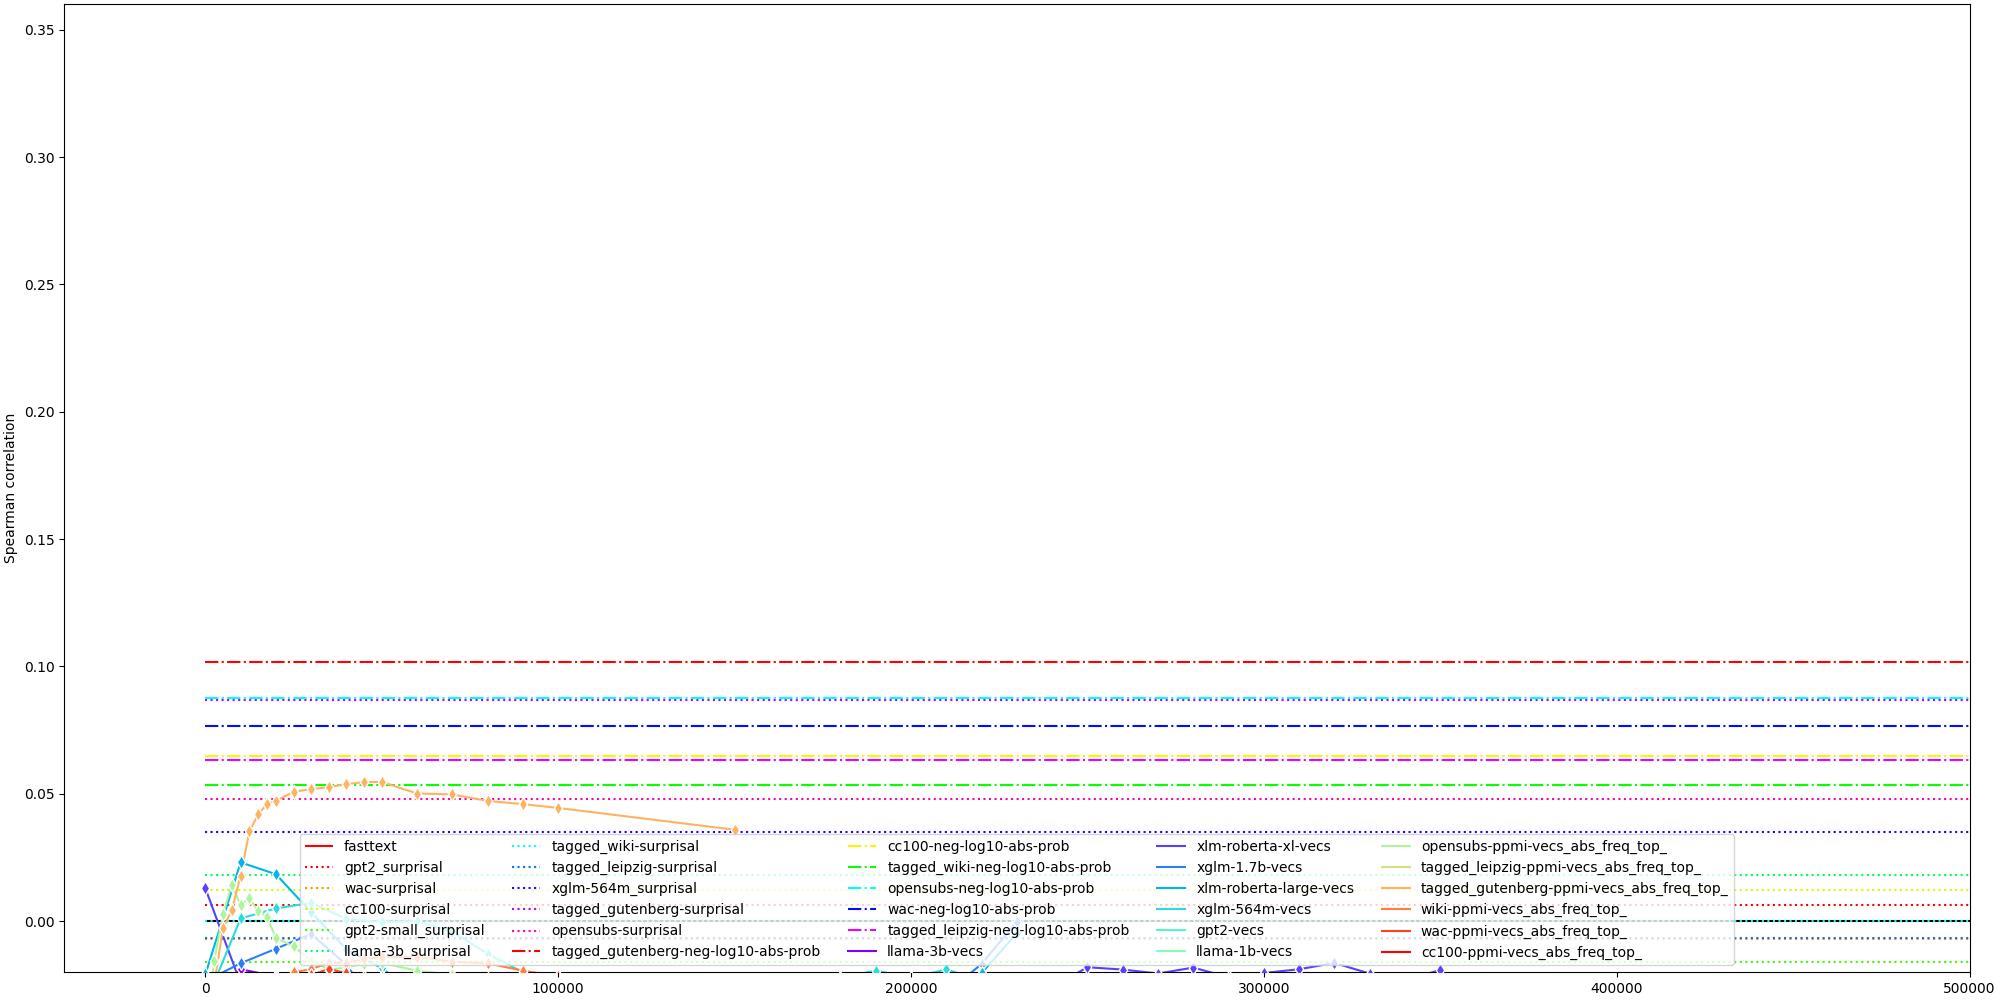 0.35
0.30
0.25
0.20
0.15
0.10
0.05
0.00
Spearman correlation
fasttext
gpt2_surprisal
wac-surprisal
cc100-surprisal
gpt2-small_surprisal
llama-3b_surprisal
tagged_wiki-surprisal
tagged_leipzig-surprisal
xglm-564m_surprisal
tagged_gutenberg-surprisal
opensubs-surprisal
tagged_gutenberg-neg-log10-abs-prob
cc100-neg-log10-abs-prob
tagged_wiki-neg-log10-abs-prob
opensubs-neg-log10-abs-prob
wac-neg-log10-abs-prob
tagged_leipzig-neg-log10-abs-prob
llama-3b-vecs
xlm-roberta-xl-vecs
xglm-1.7b-vecs
xlm-roberta-large-vecs
xglm-564m-vecs
gpt2-vecs
llama-1b-vecs
opensubs-ppmi-vecs_abs_freq_top_
tagged_leipzig-ppmi-vecs_abs_freq_top_
tagged_gutenberg-ppmi-vecs_abs_freq_top_
wiki-ppmi-vecs_abs_freq_top_
wac-ppmi-vecs_abs_freq_top_
cc100-ppmi-vecs_abs_freq_top_
0 100000 200000 300000 400000 500000